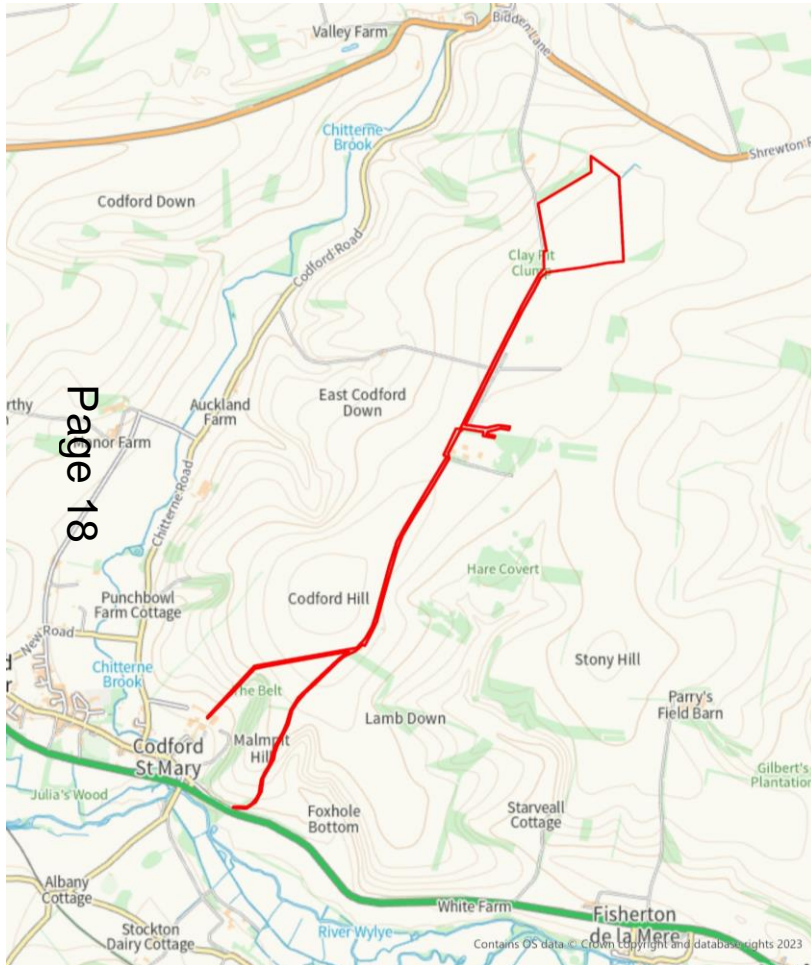 Valley Farm
Bidden Lane
Chitterne
Brook
Shrewton
Codford Down
Codford Road
Clay Pit
Clump
East Codford
Down
Auckland
Farm
Manor Farm
Page 18
Chitterne Road
Hare Covert
Codford Hill
Punchbowl
Farm Cottage
New Road
Stony Hill
Chitterne
Brook
The Belt
Parry's
Field Barn
Lamb Down
Codford
St Mary
Malmpit
Hill
Gilbert's
Plantation
Julia's Wood
Foxhole
Bottom
Starveall
Cottage
Albany
Cottage
White Farm
Fisherton
de la Mere
Stockton
Dairy Cottage
River Wylye
Contains OS data © Crown copyright and database rights 2023